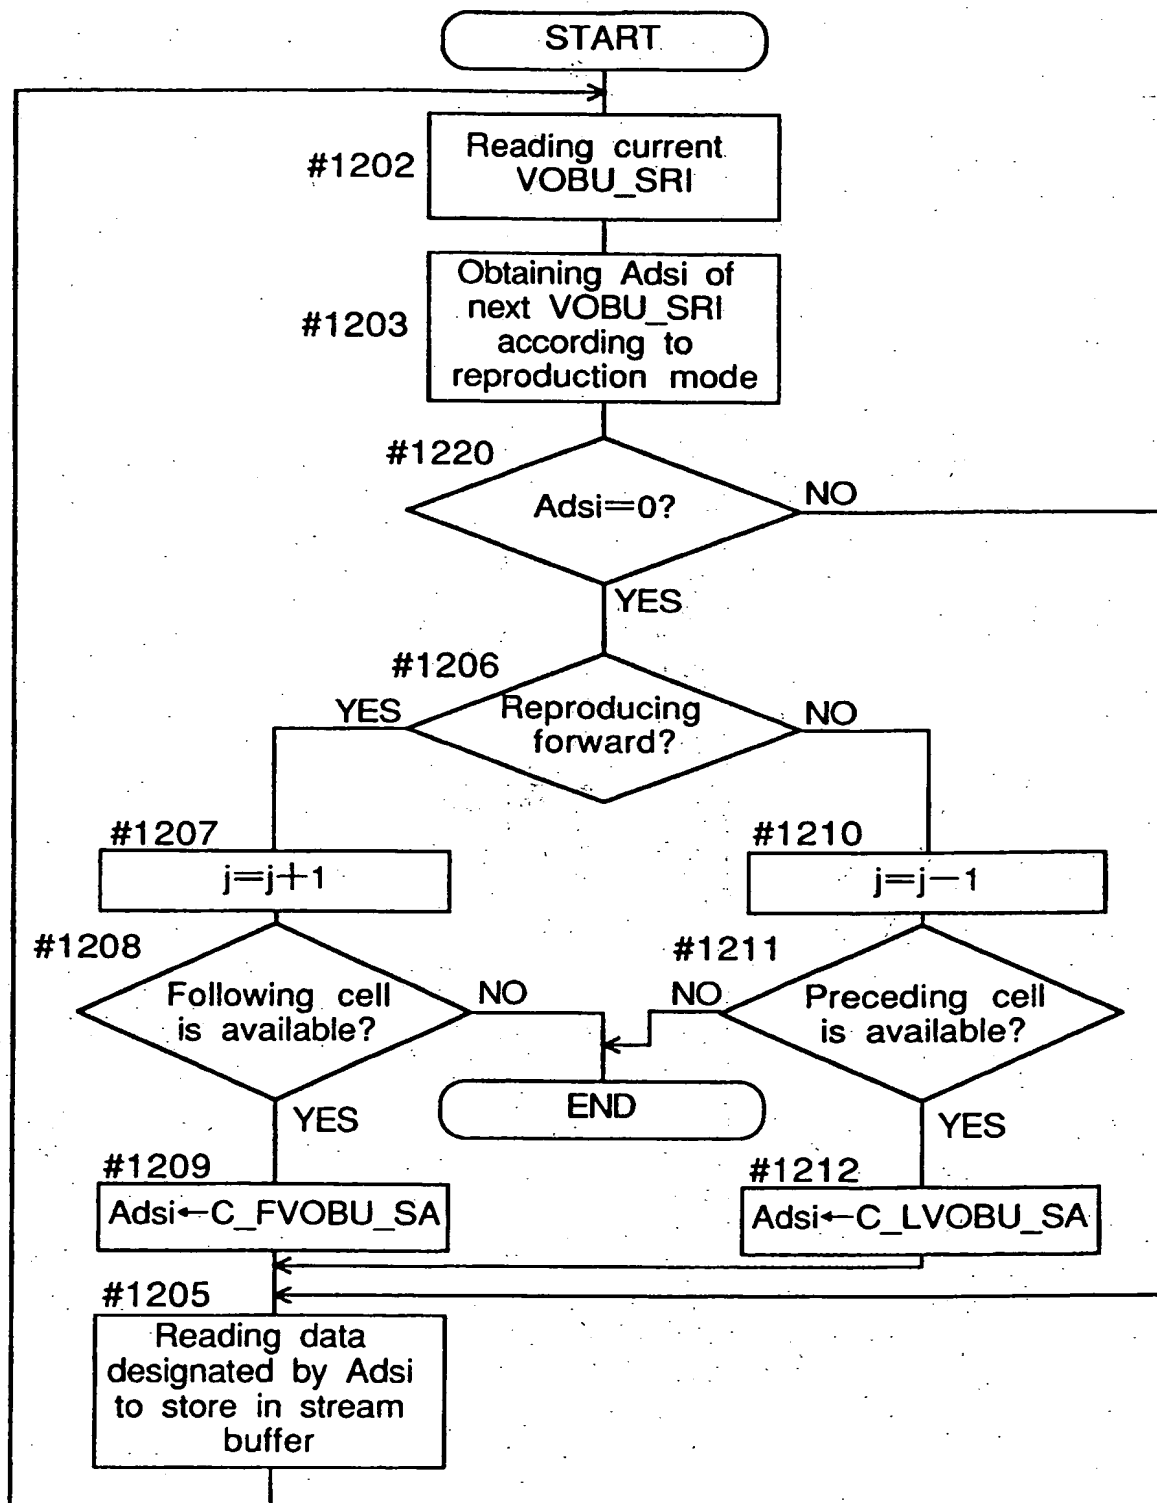 START
#1202
Reading current
VOBU_SRI
#1203
Obtaining Adsi of
next VOBU_SRI
according to
reproduction mode
#1220
Adsi=0?
NO
YES
#1206
YES
Reproducing
forward?
NO
#1207
j=j+1
#1210
j=j-1
#1208
Following cell
is available?
NO
#1211
NO
Preceding cell
is available?
END
YES
YES
#1209
Adsi←C_FVOBU_SA
#1212
Adsi←C_LVOBU_SA
#1205
Reading data
designated by Adsi
to store in stream
buffer